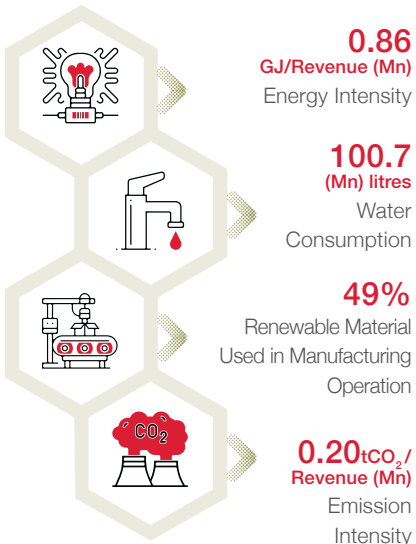 0.86
GJ/Revenue (Mn)
Energy Intensity
100.7
(Mn) litres
Water
Consumption
49%
Renewable Material
Used in Manufacturing
Operation
CO₂
0.20tCO₂/
Revenue (Mn)
Emission
Intensity